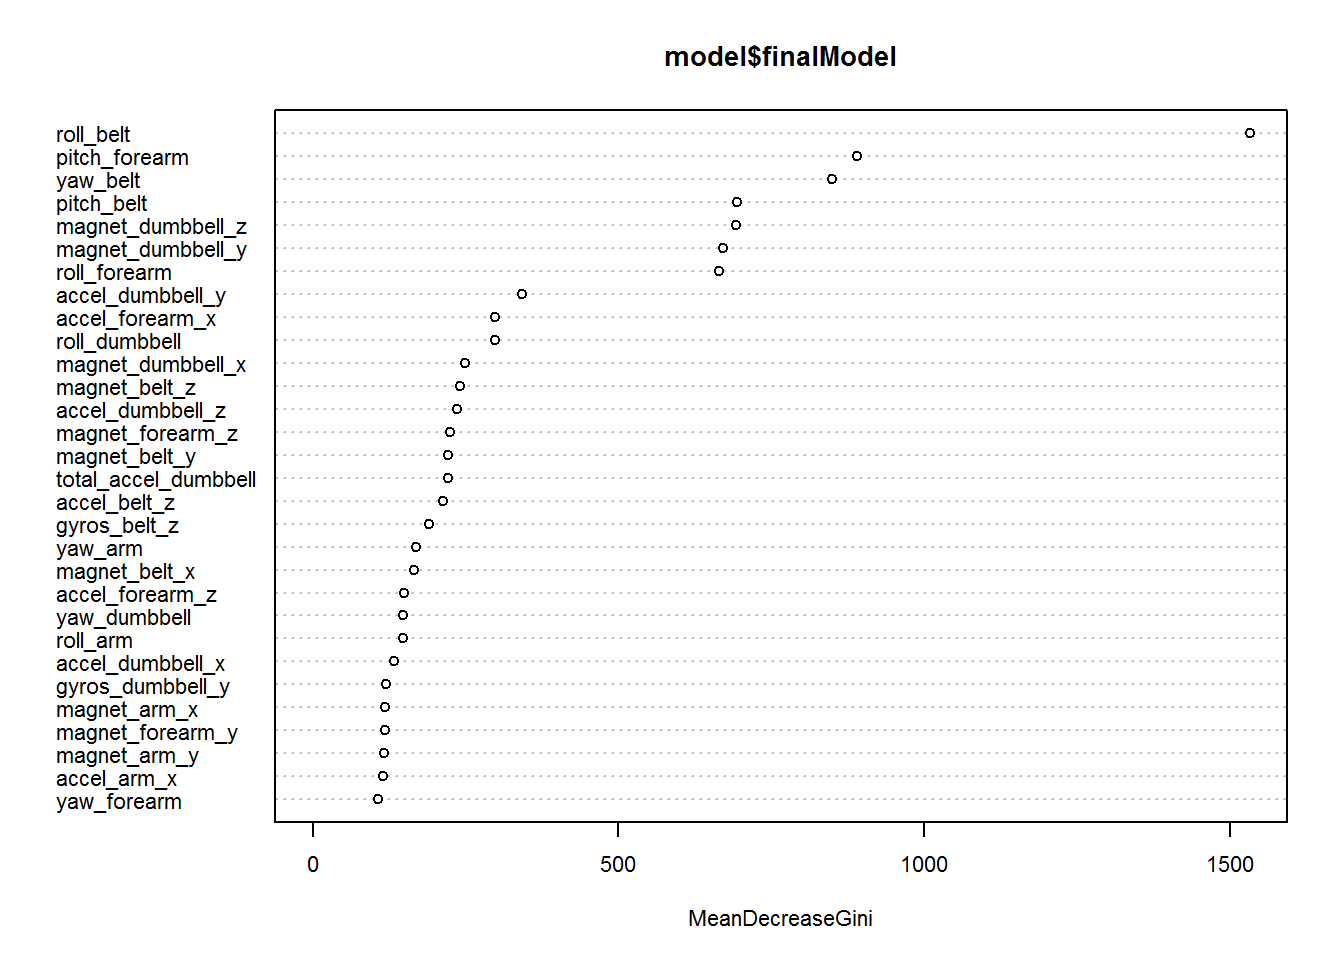 model$finalModel
roll_belt
pitch_forearm
yaw_belt
pitch_belt
magnet_dumbbell_z
magnet_dumbbell_y
roll_forearm
accel_dumbbell_y
accel_forearm_x
roll_dumbbell
magnet_dumbbell_x
magnet_belt_z
accel_dumbbell_z
magnet_forearm_z
magnet_belt_y
total_accel_dumbbell
accel_belt_z
gyros_belt_z
yaw_arm
magnet_belt_x
accel_forearm_z
yaw_dumbbell
roll_arm
accel_dumbbell_x
gyros_dumbbell_y
magnet_arm_x
magnet_forearm_y
magnet_arm_y
accel_arm_x
yaw_forearm
0 500 1000 1500
MeanDecreaseGini